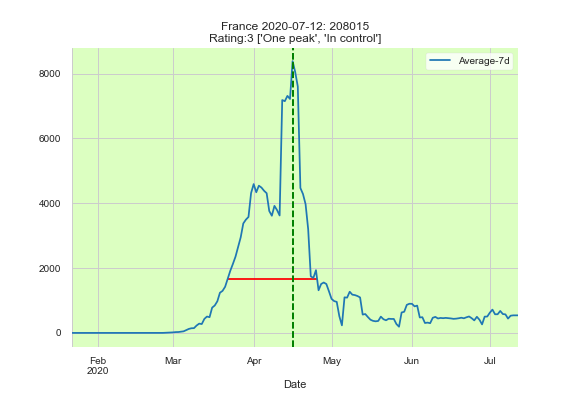 France 2020-07-12: 208015
Rating:3 ['One peak', 'In control']
Average-7d
8000
6000
4000
2000
0
Feb
2020
Mar
Apr
May
Jun
Jul
Date